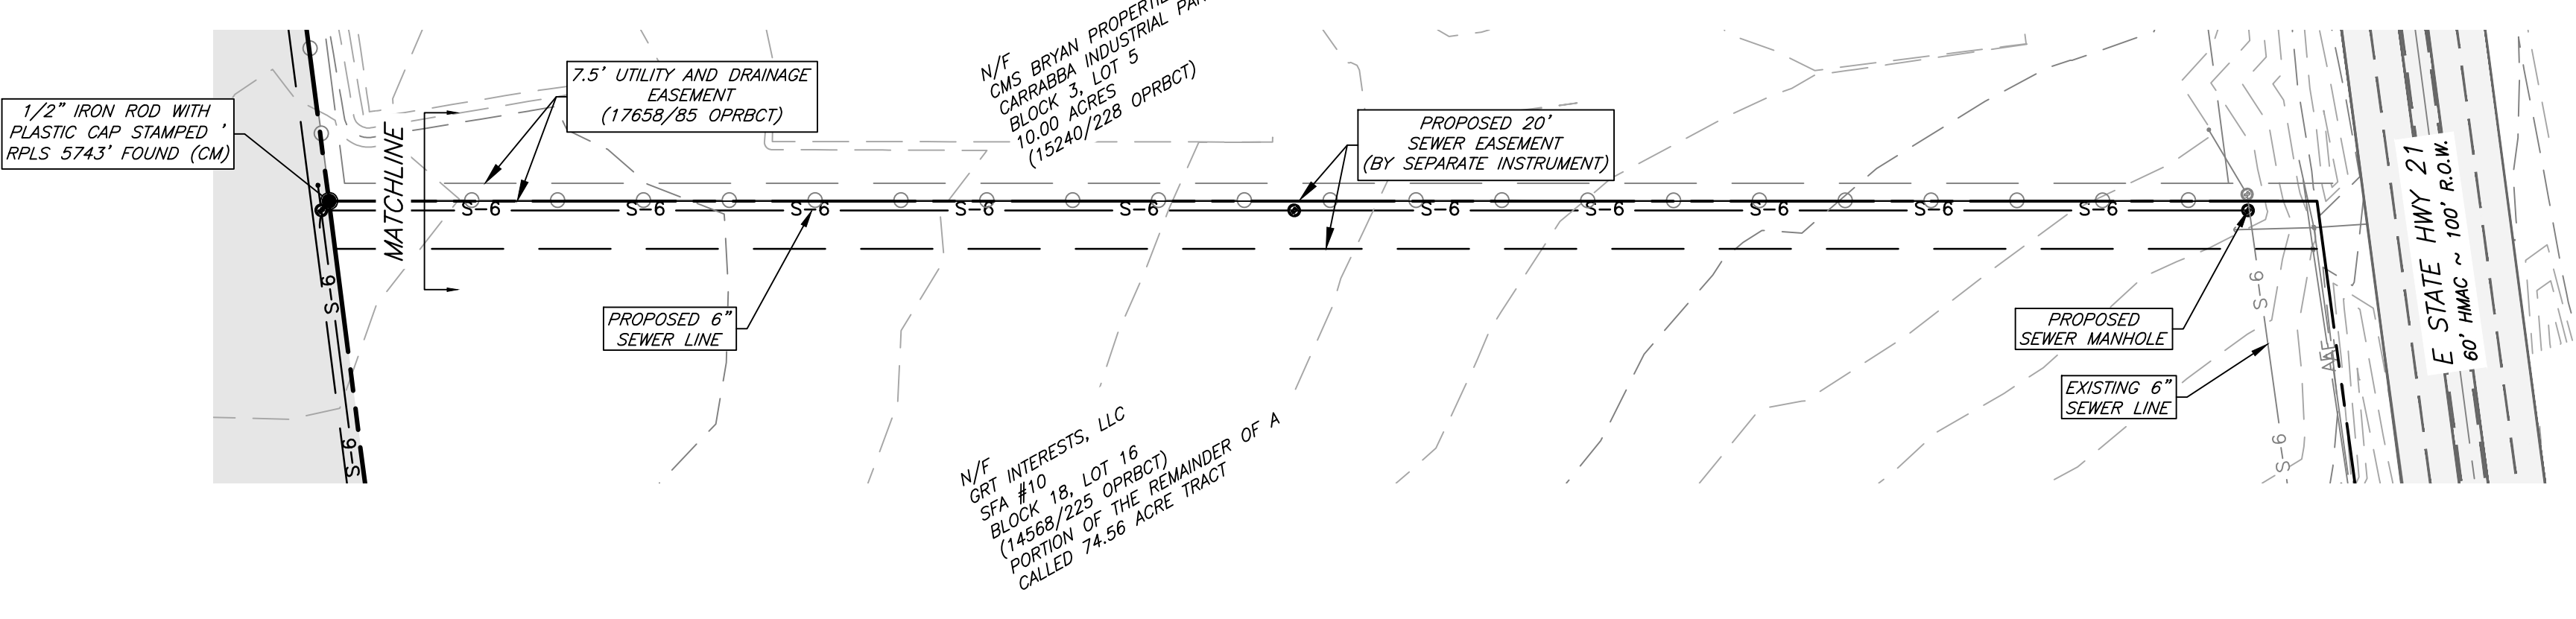 1/2" IRON ROD WITH
PLASTIC CAP STAMPED '
RPLS 5743' FOUND (CM)
MATCHLINE
7.5' UTILITY AND DRAINAGE
EASEMENT
(17658/85 OPRBCT)
N/F
CMS BRYAN
CARRABBA INDUSTRIAL
BLOCK 3, LOT 5
10.00 ACRES
(15240/228 OPRBCT)
PROPOSED 20'
SEWER EASEMENT
(BY SEPARATE INSTRUMENT)
S-6 S-6 S-6 S-6 S-6 S-6 S-6 S-6 S-6 S-6
S-6
S-6
PROPOSED 6"
SEWER LINE
N/F
GRT INTERESTS, LLC
SFA #10
BLOCK 18, LOT 16
(14568/225 OPRBCT)
PORTION OF THE REMAINDER OF A
CALLED 74.56 ACRE TRACT
PROPOSED
SEWER MANHOLE
EXISTING 6"
SEWER LINE
S-6
S-6
E STATE HWY 21
60' HMAC ~ 100' R.O.W.